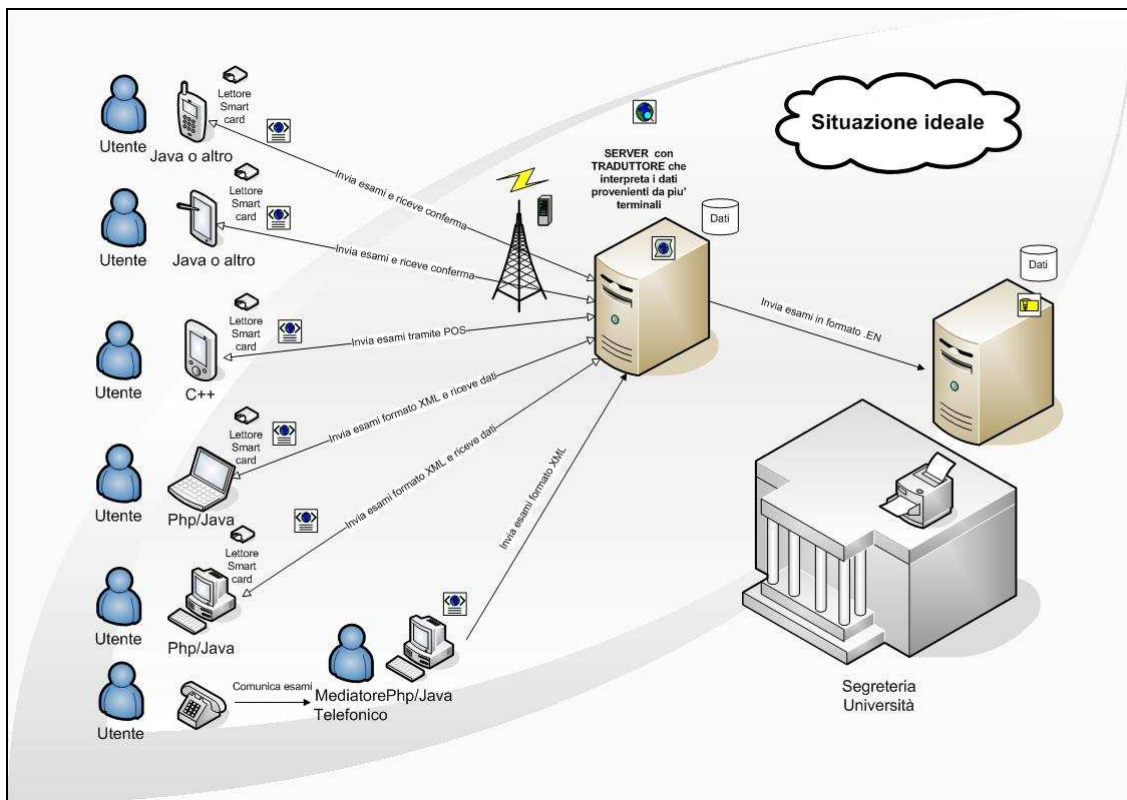 Situazione ideale
Lettore
Smart
card
Utente
Java o altro
Invia esami e riceve conferma
SERVER con
TRADUTTORE che
interpreta i dati
provenienti da piu'
terminali
Dati
Lettore
Smart
card
Utente
Java o altro
Invia esami e riceve conferma
Dati
Invia esami in formato .EN
Lettore
Smart
card
Utente
C++
Invia esami tramite POS
Lettore
Smart
card
Utente
Php/Java
Invia esami formato XML e riceve dati
Lettore
Smart
card
Utente
Php/Java
Invia esami formato XML e riceve dati
Invia esami formato XML
Utente
Comunica esami
MediatorePhp/Java
Telefonico
Segreteria
Università